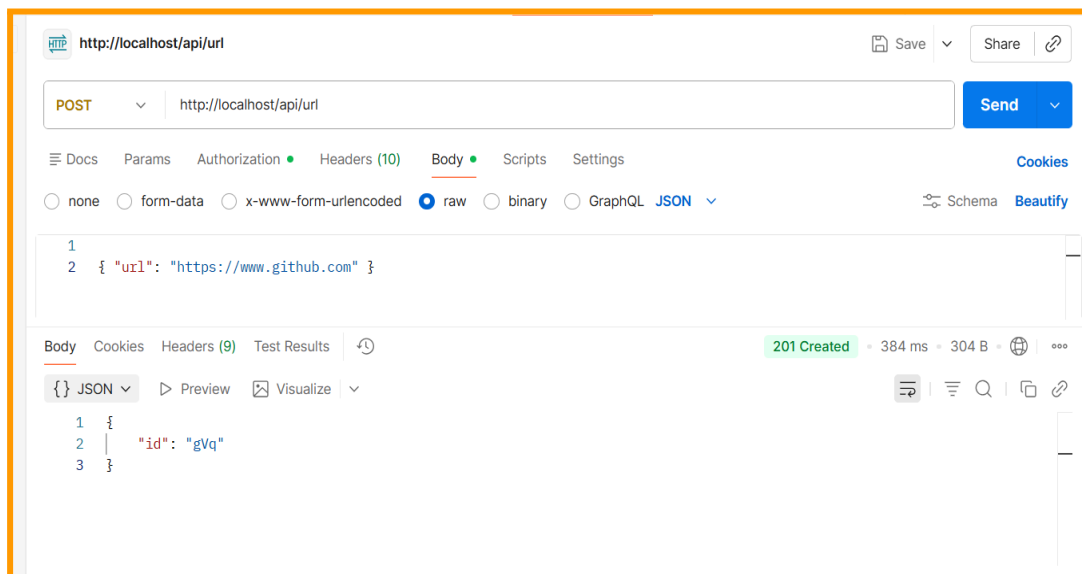 HTTP http://localhost/api/url Save Share
POST http://localhost/api/url Send
Docs Params Authorization Headers (10) Body Scripts Settings Cookies
none form-data x-www-form-urlencoded raw binary GraphQL JSON Schema Beautify
1
2 { "url": "https://www.github.com" }
Body Cookies Headers (9) Test Results 201 Created 384 ms 304 B
{} JSON Preview Visualize
1 {
2 "id": "gVq"
3 }